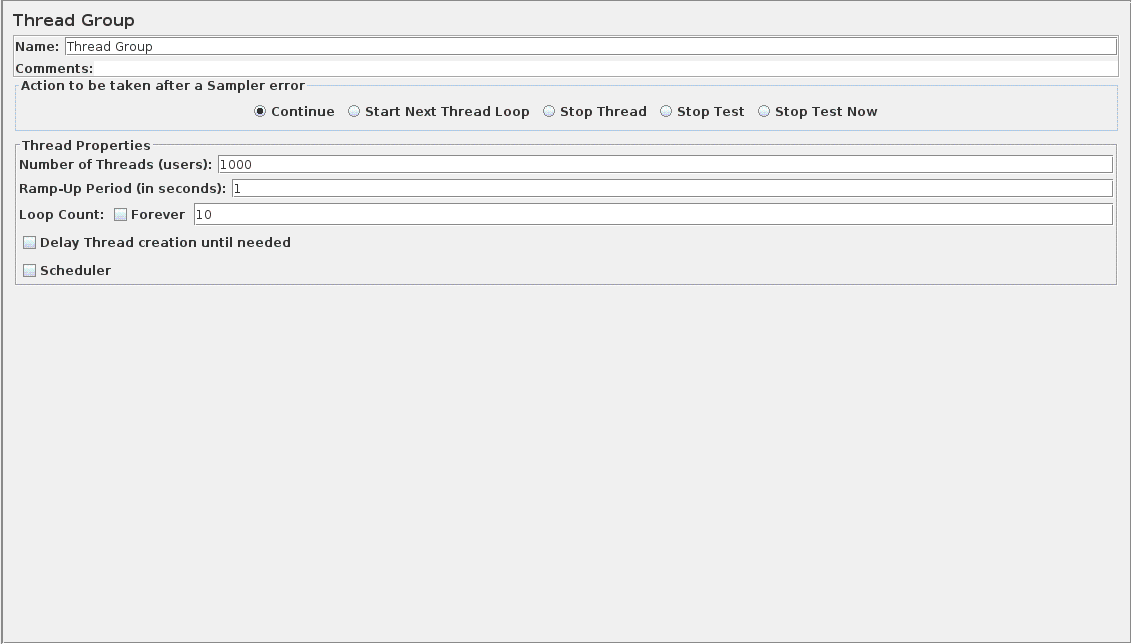 Thread Group
Name: Thread Group
Comments:
Action to be taken after a Sampler error
Continue Start Next Thread Loop Stop Thread Stop Test Stop Test Now
Thread Properties
Number of Threads (users): 1000
Ramp-Up Period (in seconds): 1
Loop Count: Forever 10
Delay Thread creation until needed
Scheduler